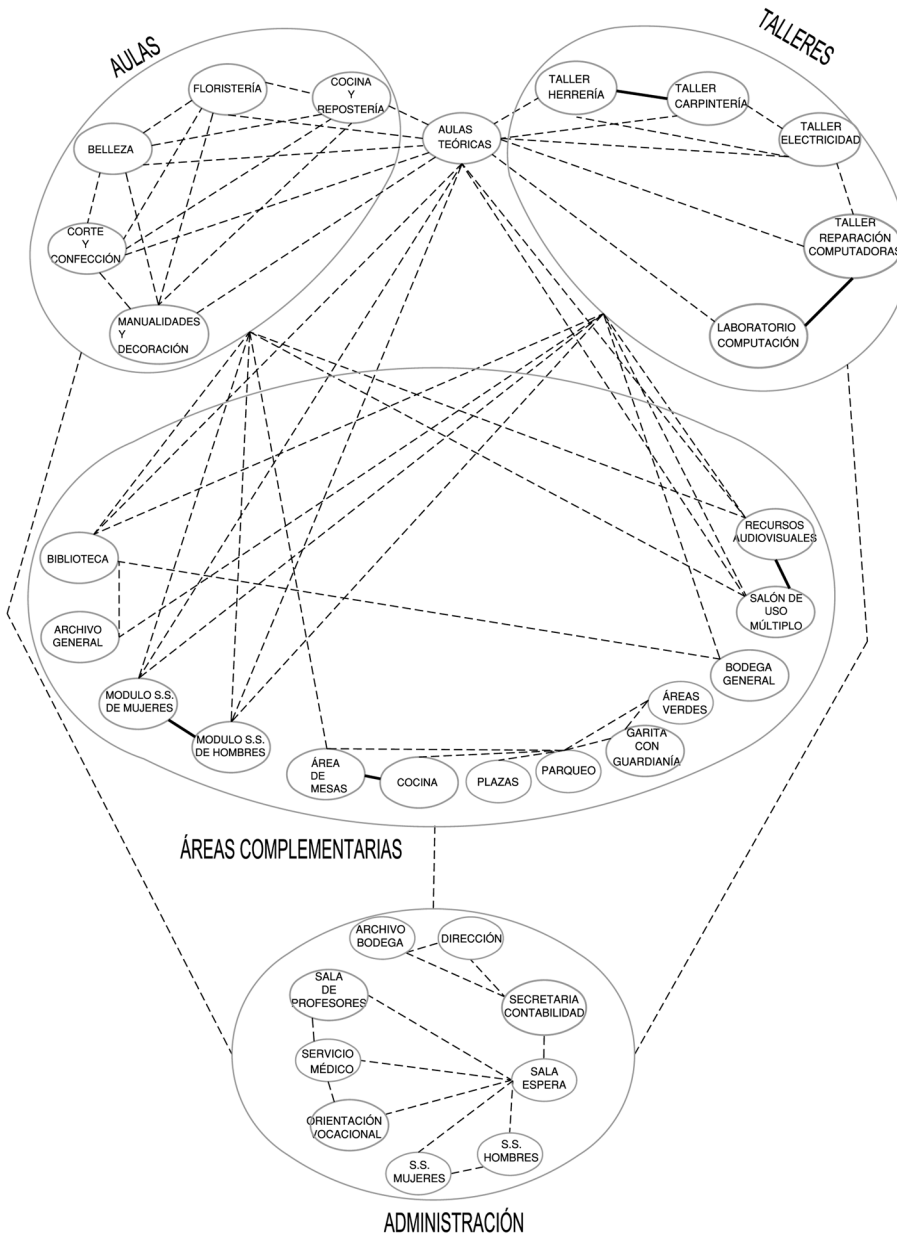 AULAS
TALLERES
FLORISTERÍA
COCINA
Y
REPOSTERÍA
BELLEZA
CORTE
Y
CONFECCIÓN
MANUALIDADES
Y
DECORACIÓN
AULAS
TEÓRICAS
TALLER
HERRERÍA
TALLER
CARPINTERÍA
TALLER
ELECTRICIDAD
TALLER
REPARACIÓN
COMPUTADORAS
LABORATORIO
COMPUTACIÓN
BIBLIOTECA
ARCHIVO
GENERAL
MODULO S.S.
DE MUJERES
MODULO S.S.
DE HOMBRES
ÁREA
DE
MESAS
COCINA
PLAZAS
PARQUEO
GARITA
CON
GUARDIANÍA
ÁREAS
VERDES
BODEGA
GENERAL
SALÓN DE
USO
MÚLTIPLO
RECURSOS
AUDIOVISUALES
ÁREAS COMPLEMENTARIAS
ARCHIVO
BODEGA
DIRECCIÓN
SALA
DE
PROFESORES
SECRETARIA
CONTABILIDAD
SERVICIO
MÉDICO
SALA
ESPERA
ORIENTACIÓN
VOCACIONAL
S.S.
HOMBRES
S.S.
MUJERES
ADMINISTRACIÓN